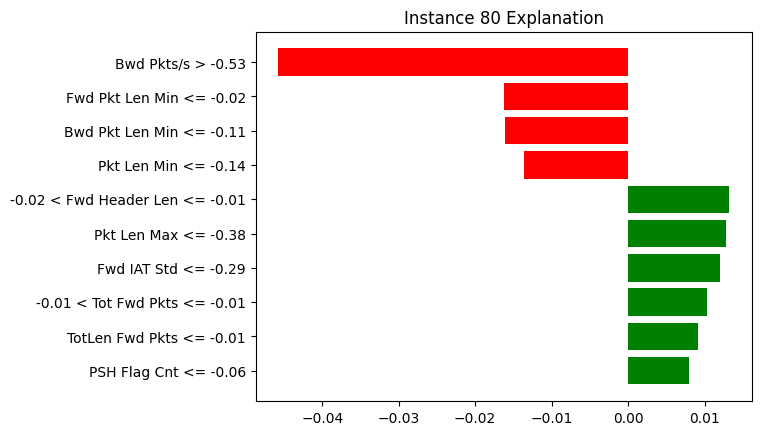 Instance 80 Explanation
Bwd Pkts/s > -0.53
Fwd Pkt Len Min <= -0.02
Bwd Pkt Len Min <= -0.11
Pkt Len Min <= -0.14
-0.02 < Fwd Header Len <= -0.01
Pkt Len Max <= -0.38
Fwd IAT Std <= -0.29
-0.01 < Tot Fwd Pkts <= -0.01
TotLen Fwd Pkts <= -0.01
PSH Flag Cnt <= -0.06
−0.04 −0.03 −0.02 −0.01 0.00 0.01